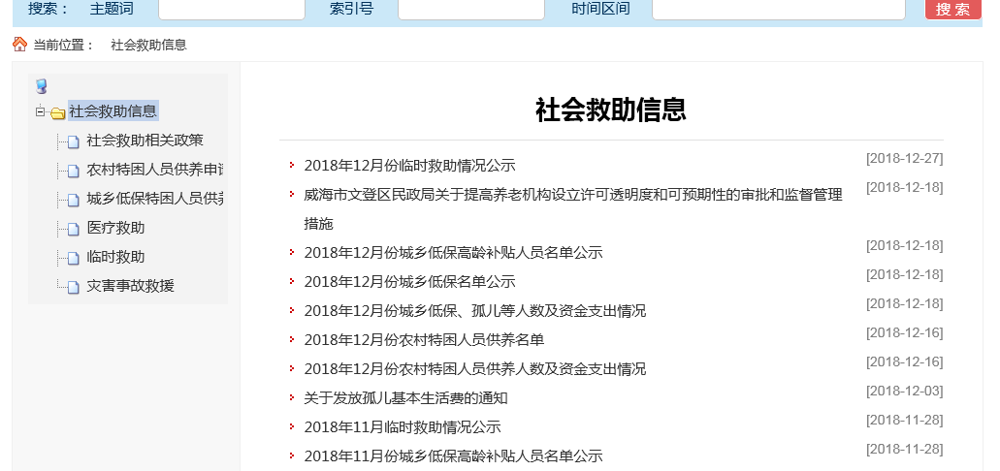 搜索： 主题词 索引号 时间区间 搜 索
当前位置： 社会救助信息
社会救助信息
社会救助相关政策
农村特困人员供养申
城乡低保特困人员供
医疗救助
临时救助
灾害事故救援
社会救助信息
2018年12月份临时救助情况公示 [2018-12-27]
威海市文登区民政局关于提高养老机构设立许可透明度和可预期性的审批和监督管理 [2018-12-18]
措施
2018年12月份城乡低保高龄补贴人员名单公示 [2018-12-18]
2018年12月份城乡低保名单公示 [2018-12-18]
2018年12月份城乡低保、孤儿等人数及资金支出情况 [2018-12-18]
2018年12月份农村特困人员供养名单 [2018-12-16]
2018年12月份农村特困人员供养人数及资金支出情况 [2018-12-16]
关于发放孤儿基本生活费的通知 [2018-12-03]
2018年11月临时救助情况公示 [2018-11-28]
2018年11月份城乡低保高龄补贴人员名单公示 [2018-11-28]